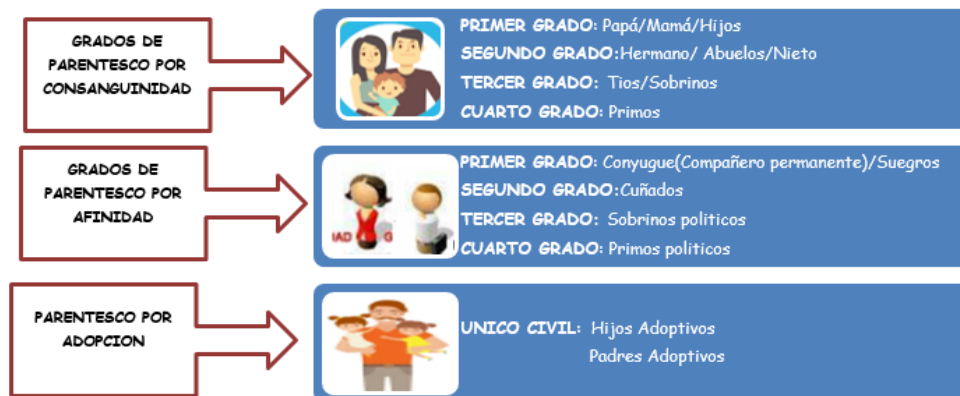 GRADOS DE
PARENTESCO POR
CONSANGUINIDAD
PRIMER GRADO: Papá/Mamá/Hijos
SEGUNDO GRADO:Hermano/ Abuelos/Nieto
TERCER GRADO: Tios/Sobrinos
CUARTO GRADO: Primos
GRADOS DE
PARENTESCO POR
AFINIDAD
IAD G
PRIMER GRADO: Conyugue(Compañero permanente)/Suegros
SEGUNDO GRADO:Cuñados
TERCER GRADO: Sobrinos politicos
CUARTO GRADO: Primos politicos
PARENTESCO POR
ADOPCION
UNICO CIVIL: Hijos Adoptivos
Padres Adoptivos